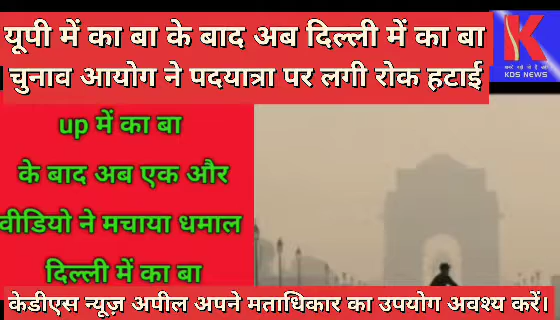 यूपी में का बा के बाद अब दिल्ली में का बा
चुनाव आयोग ने पदयात्रा पर लगी रोक हटाई
KDS NEWS
up में का बा
के बाद अब एक और
वीडियो ने मचाया धमाल
दिल्ली में का बा
केडीएस न्यूज़ अपील अपने मताधिकार का उपयोग अवश्य करें।